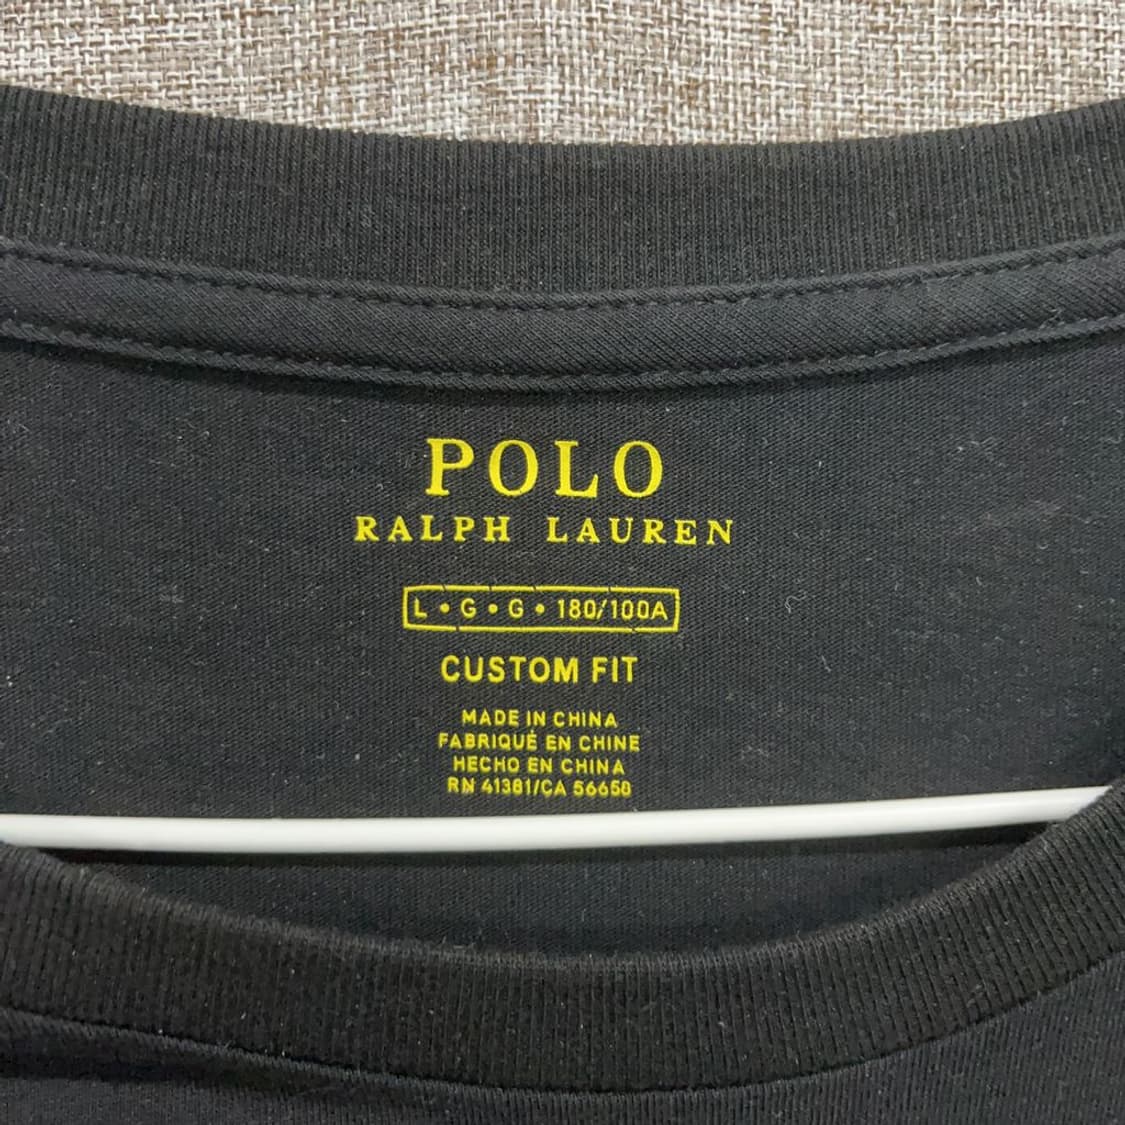 POLO
RALPH LAUREN
L • G • G • 180/100A
CUSTOM FIT
MADE IN CHINA
FABRIQUÉ EN CHINE
HECHO EN CHINA
RN 41381/CA 56650